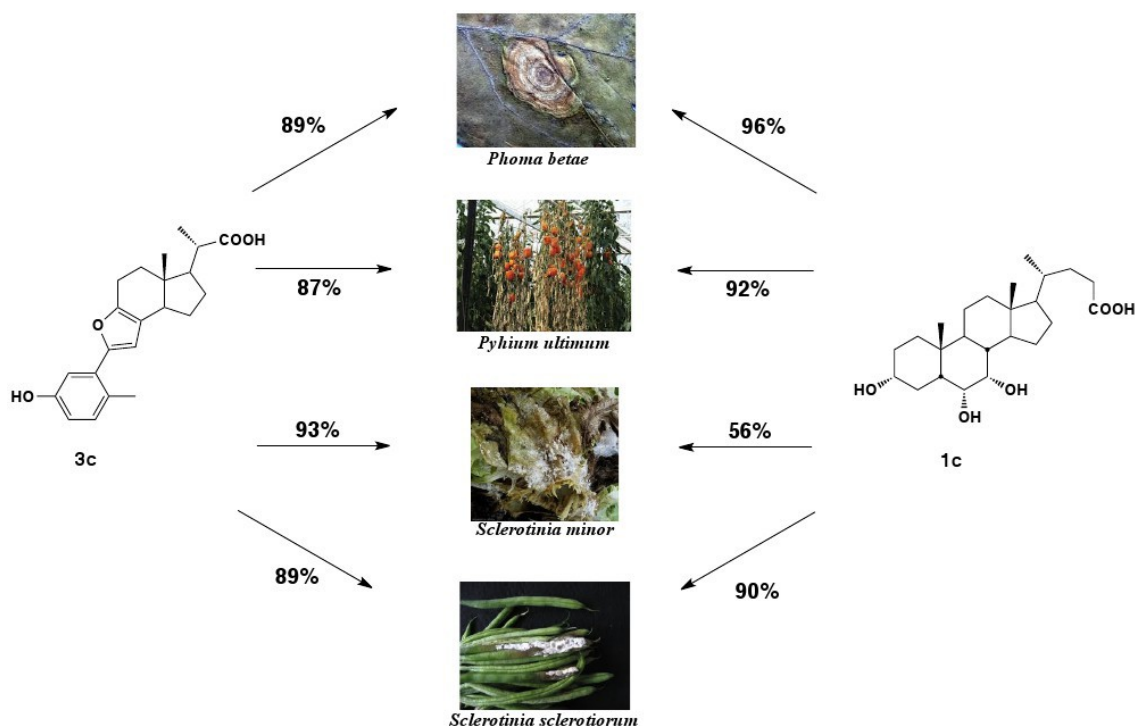 89%
96%
Phoma betae
COOH
O
HO
3c
87%
92%
Pyhium ultimum
COOH
HO
OH
OH
1c
93%
56%
Sclerotinia minor
89%
90%
Sclerotinia sclerotiorum